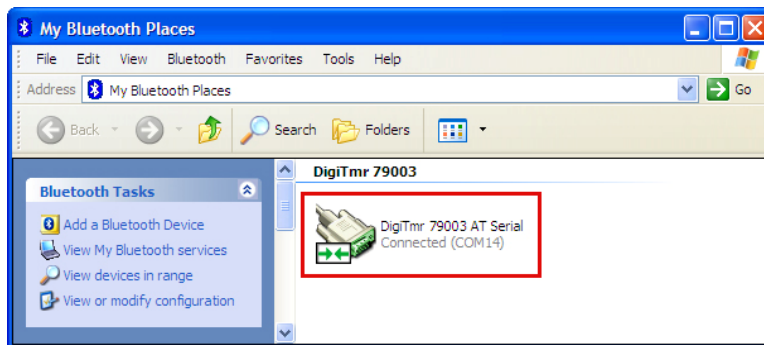 My Bluetooth Places
File Edit View Bluetooth Favorites Tools Help
Address My Bluetooth Places Go
Back Search Folders
DigiTmr 79003
Bluetooth Tasks
Add a Bluetooth Device
View My Bluetooth services
View devices in range
View or modify configuration
DigiTmr 79003 AT Serial
Connected (COM14)